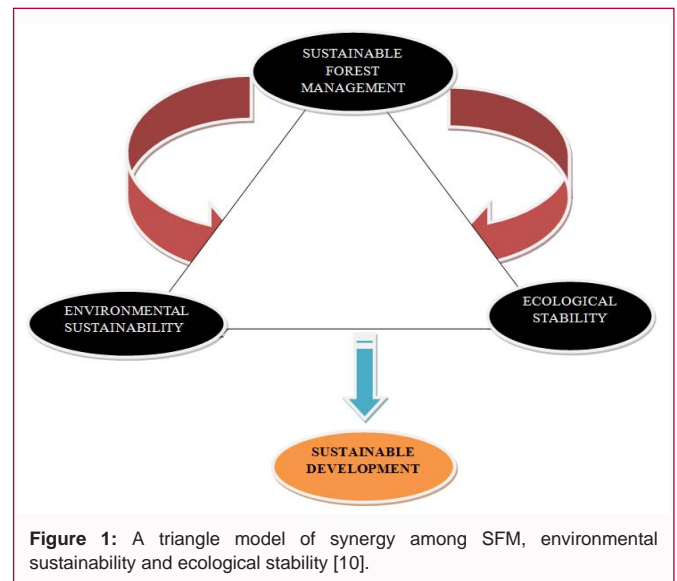 SUSTAINABLE
FOREST
MANAGEMENT
ENVIRONMENTAL
SUSTAINABILITY
ECOLOGICAL
STABILITY
SUSTAINABLE
DEVELOPMENT
Figure 1: A triangle model of synergy among SFM, environmental
sustainability and ecological stability [10].